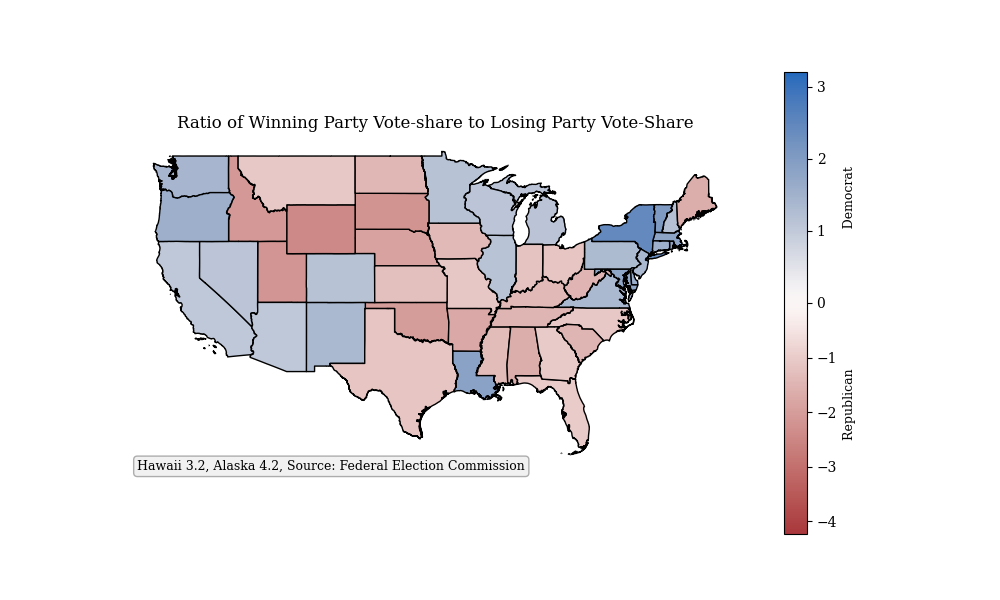 Ratio of Winning Party Vote-share to Losing Party Vote-Share
3
2
1
0
−1
−2
−3
−4
Democrat
Republican
Hawaii 3.2, Alaska 4.2, Source: Federal Election Commission